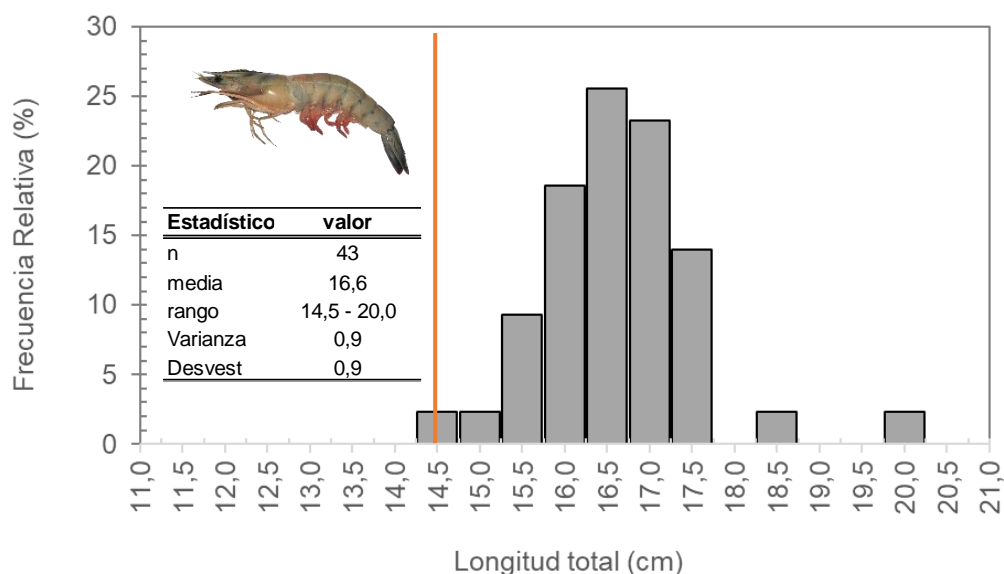 30
25
20
15
10
5
0
Frecuencia Relativa (%)
Estadístico valor
n 43
media 16,6
rango 14,5 - 20,0
Varianza 0,9
Desvest 0,9
11,0 11,5 12,0 12,5 13,0 13,5 14,0 14,5 15,0 15,5 16,0 16,5 17,0 17,5 18,0 18,5 19,0 19,5 20,0 20,5 21,0
Longitud total (cm)